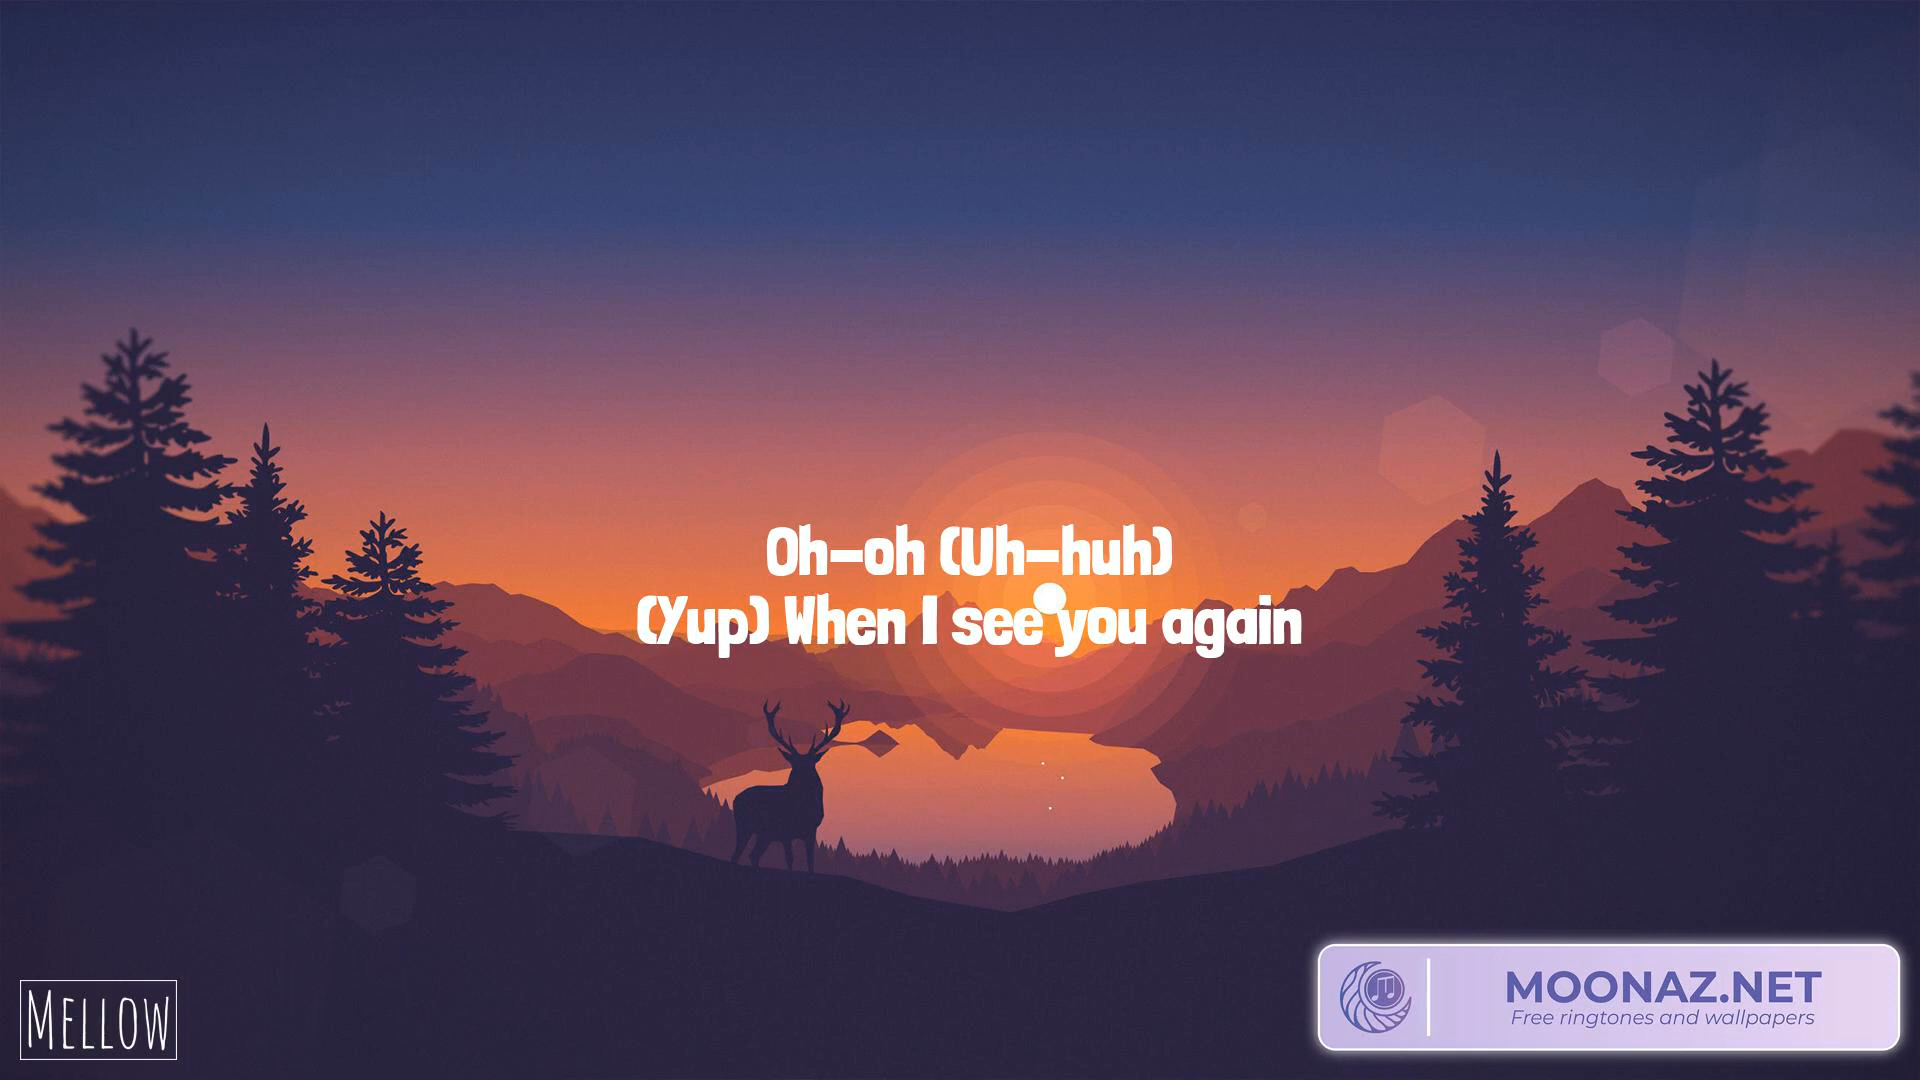 Oh-oh (Uh-huh)
(Yup) When I see you again
MELLOW
MOONAZ.NET
Free ringtones and wallpapers